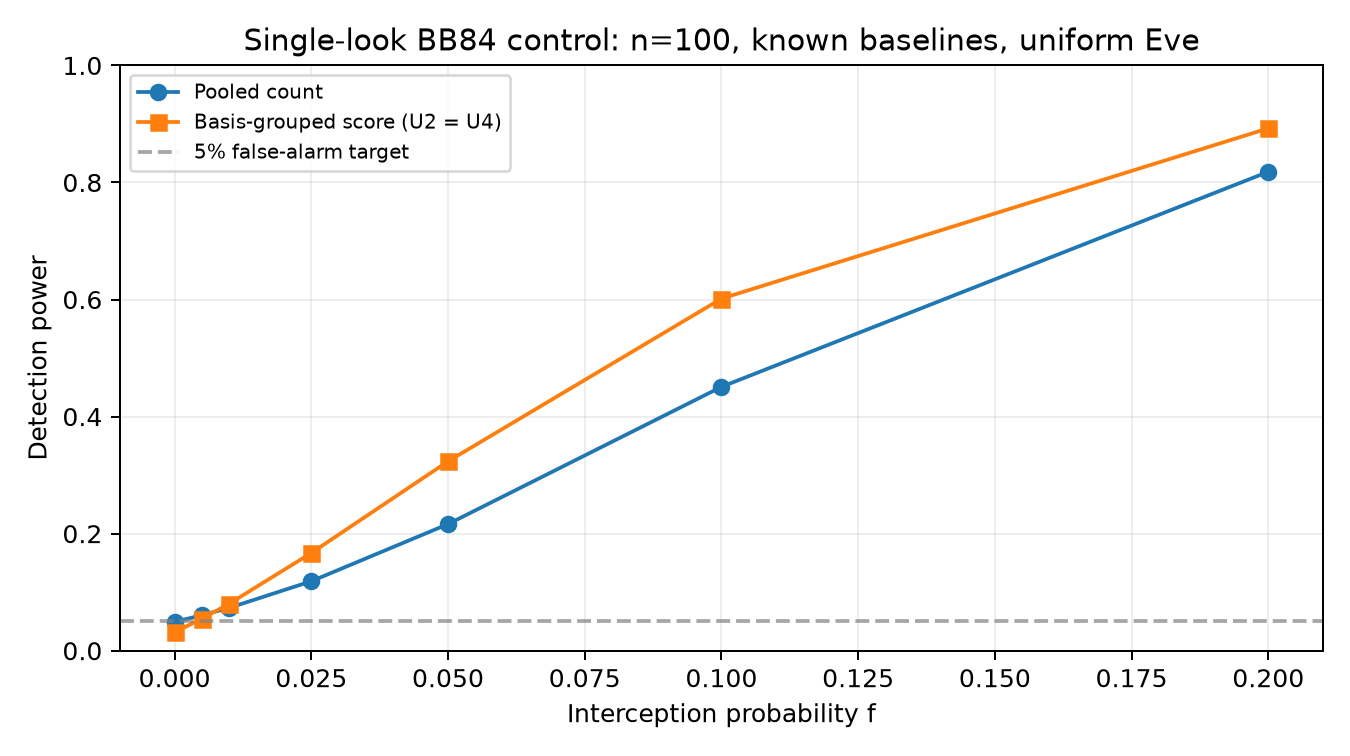 Single-look BB84 control: n=100, known baselines, uniform Eve
Pooled count
Basis-grouped score (U2 = U4)
5% false-alarm target
Detection power
1.0
0.8
0.6
0.4
0.2
0.0
0.000 0.025 0.050 0.075 0.100 0.125 0.150 0.175 0.200
Interception probability f